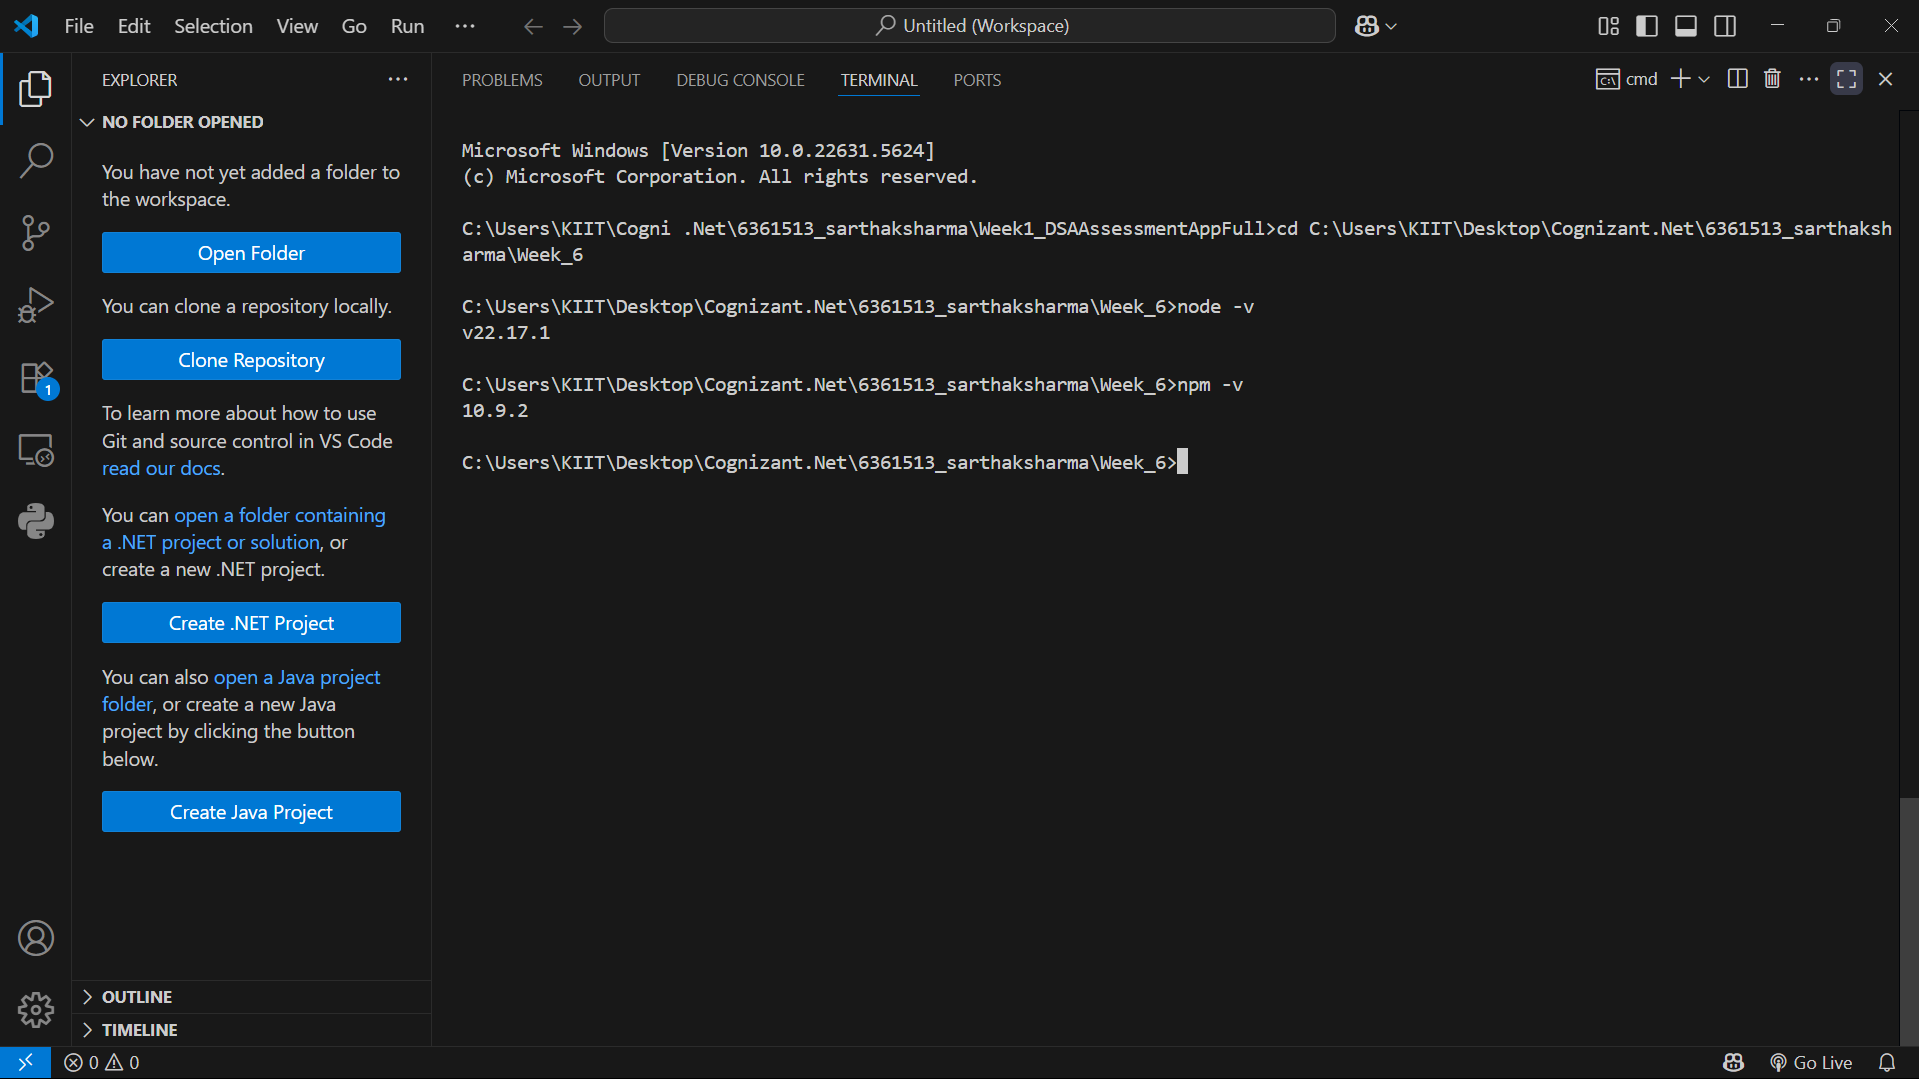 File Edit Selection View Go Run ··· Untitled (Workspace)
EXPLORER ···
NO FOLDER OPENED
You have not yet added a folder to
the workspace.
Open Folder
You can clone a repository locally.
Clone Repository
To learn more about how to use
Git and source control in VS Code
read our docs.
You can open a folder containing
a .NET project or solution, or
create a new .NET project.
Create .NET Project
You can also open a Java project
folder, or create a new Java
project by clicking the button
below.
Create Java Project
OUTLINE
TIMELINE
1
PROBLEMS OUTPUT DEBUG CONSOLE TERMINAL PORTS
cmd
Microsoft Windows [Version 10.0.22631.5624]
(c) Microsoft Corporation. All rights reserved.
C:\Users\KIIT\Cogni .Net\6361513_sarthaksharma\Week1_DSAAssessmentAppFull>cd C:\Users\KIIT\Desktop\Cognizant.Net\6361513_sarthaksh
arma\Week_6
C:\Users\KIIT\Desktop\Cognizant.Net\6361513_sarthaksharma\Week_6>node -v
v22.17.1
C:\Users\KIIT\Desktop\Cognizant.Net\6361513_sarthaksharma\Week_6>npm -v
10.9.2
C:\Users\KIIT\Desktop\Cognizant.Net\6361513_sarthaksharma\Week_6>
0 0 Go Live